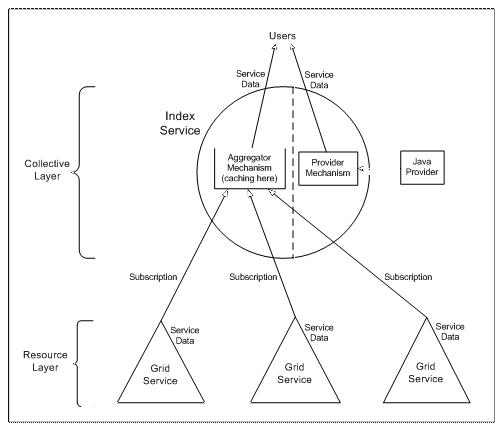 Users
Service
Data
Service
Data
Index
Service
Aggregator
Mechanism
(caching here)
Provider
Mechanism
Java
Provider
Collective
Layer
Subscription
Subscription
Subscription
Resource
Layer
Service
Data
Grid
Service
Service
Data
Grid
Service
Service
Data
Grid
Service